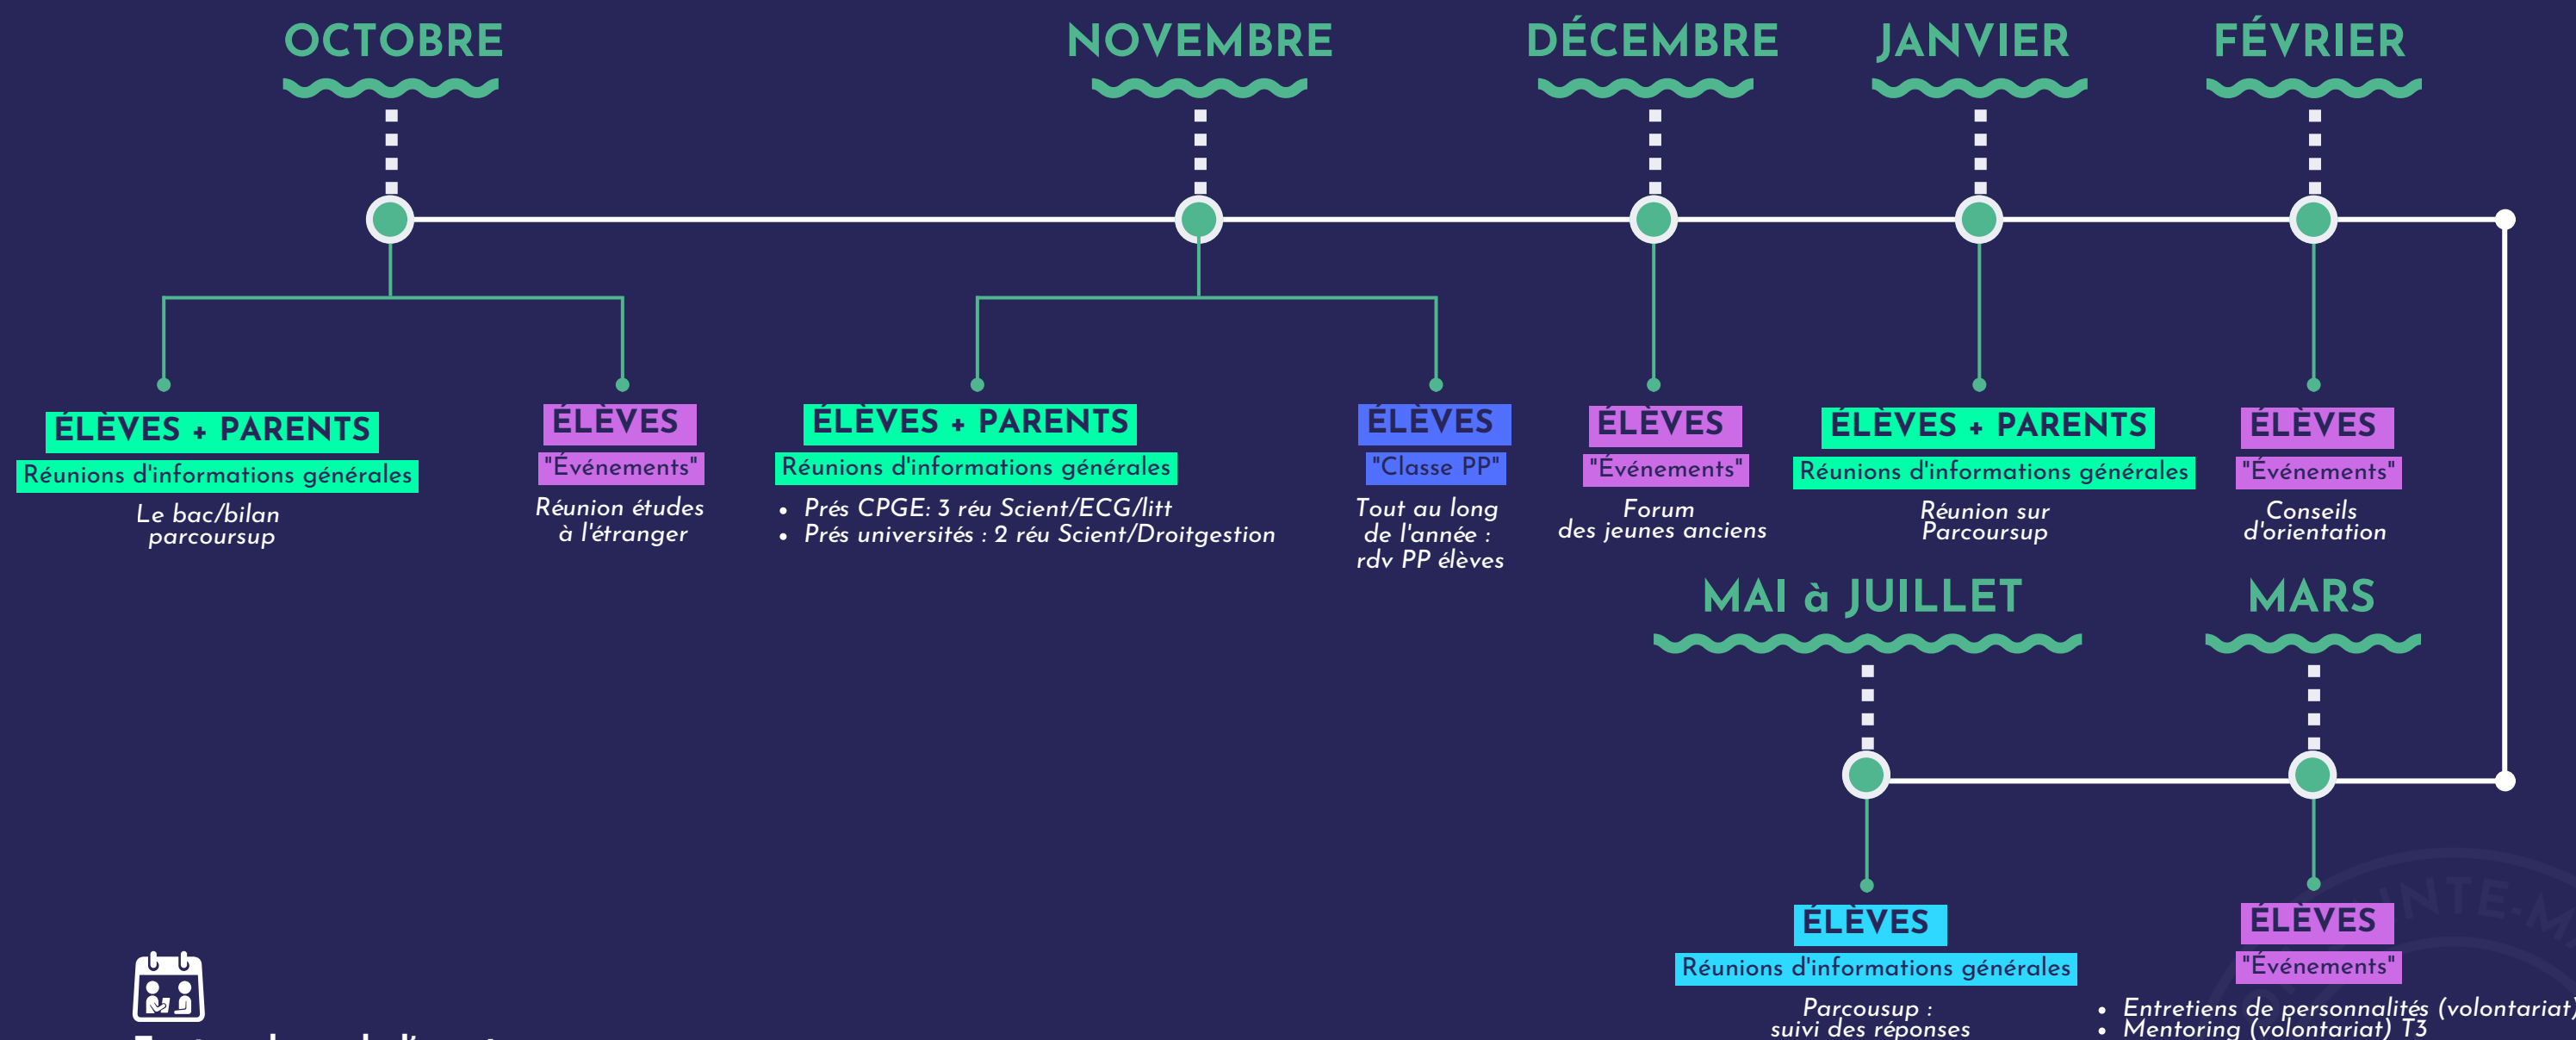 OCTOBRE
NOVEMBRE
DÉCEMBRE
JANVIER
FÉVRIER
ÉLÈVES + PARENTS
Réunions d'informations générales
Le bac/bilan
parcoursup
ÉLÈVES
"Événements"
Réunion études
à l'étranger
ÉLÈVES + PARENTS
Réunions d'informations générales
• Prés CPGE: 3 réu Scient/ECG/litt
• Prés universités : 2 réu Scient/Droitgestion
ÉLÈVES
"Classe PP"
Tout au long
de l'année :
rdv PP élèves
ÉLÈVES
"Événements"
Forum
des jeunes anciens
ÉLÈVES + PARENTS
Réunions d'informations générales
Réunion sur
Parcoursup
ÉLÈVES
"Événements"
Conseils
d'orientation
MAI à JUILLET
MARS
ÉLÈVES
Réunions d'informations générales
Parcousup :
suivi des réponses
ÉLÈVES
"Événements"
• Entretiens de personnalités (volontariat)
• Mentoring (volontariat) T3